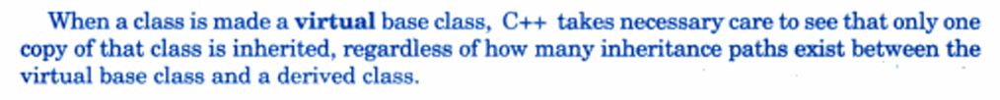 When a class is made a virtual base class, C++ takes necessary care to see that only one
copy of that class is inherited, regardless of how many inheritance paths exist between the
virtual base class and a derived class.